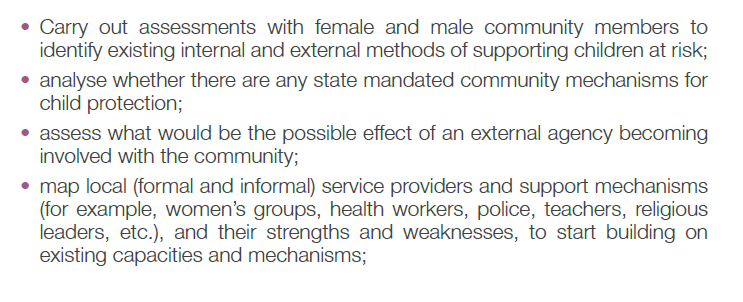 • Carry out assessments with female and male community members to
identify existing internal and external methods of supporting children at risk;
• analyse whether there are any state mandated community mechanisms for
child protection;
• assess what would be the possible effect of an external agency becoming
involved with the community;
• map local (formal and informal) service providers and support mechanisms
(for example, women’s groups, health workers, police, teachers, religious
leaders, etc.), and their strengths and weaknesses, to start building on
existing capacities and mechanisms;